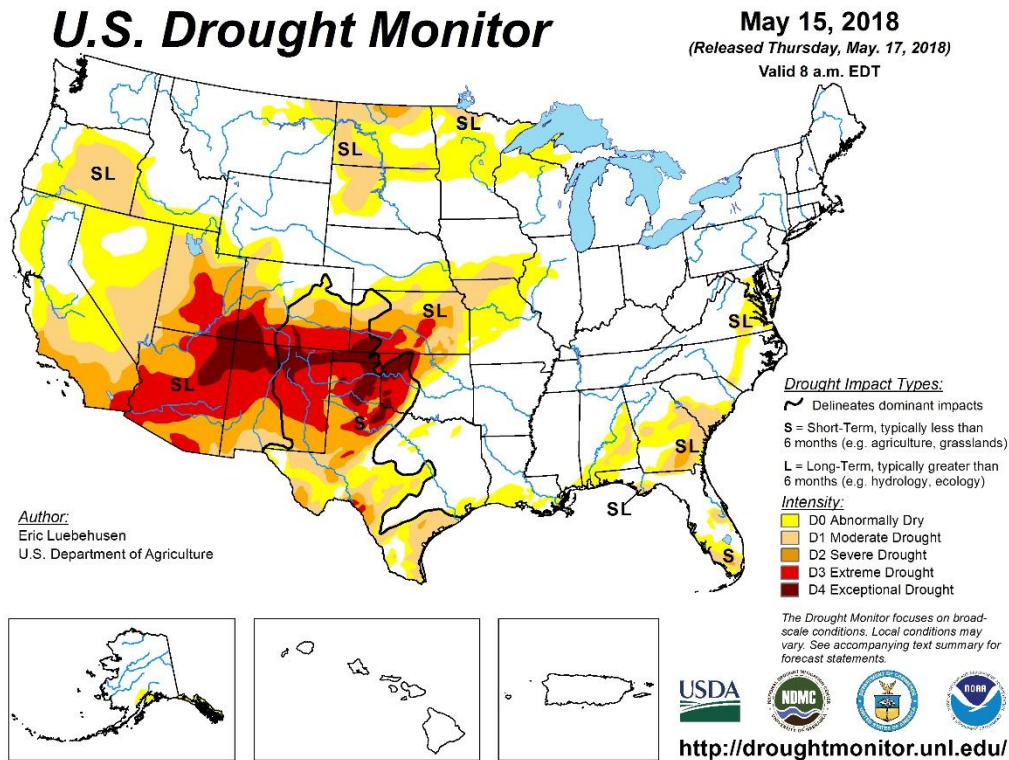 U.S. Drought Monitor
May 15, 2018
(Released Thursday, May. 17, 2018)
Valid 8 a.m. EDT
SL
SL
SL
SL
SL
SL
S
SL
SL
S
Drought Impact Types:
Delineates dominant impacts
S = Short-Term, typically less than
6 months (e.g. agriculture, grasslands)
L = Long-Term, typically greater than
6 months (e.g. hydrology, ecology)
Intensity:
D0 Abnormally Dry
D1 Moderate Drought
D2 Severe Drought
D3 Extreme Drought
D4 Exceptional Drought
Author:
Eric Luebehusen
U.S. Department of Agriculture
The Drought Monitor focuses on broad-
scale conditions. Local conditions may
vary. See accompanying text summary for
forecast statements.
USDA
NDMC
NOAA
http://droughtmonitor.unl.edu/